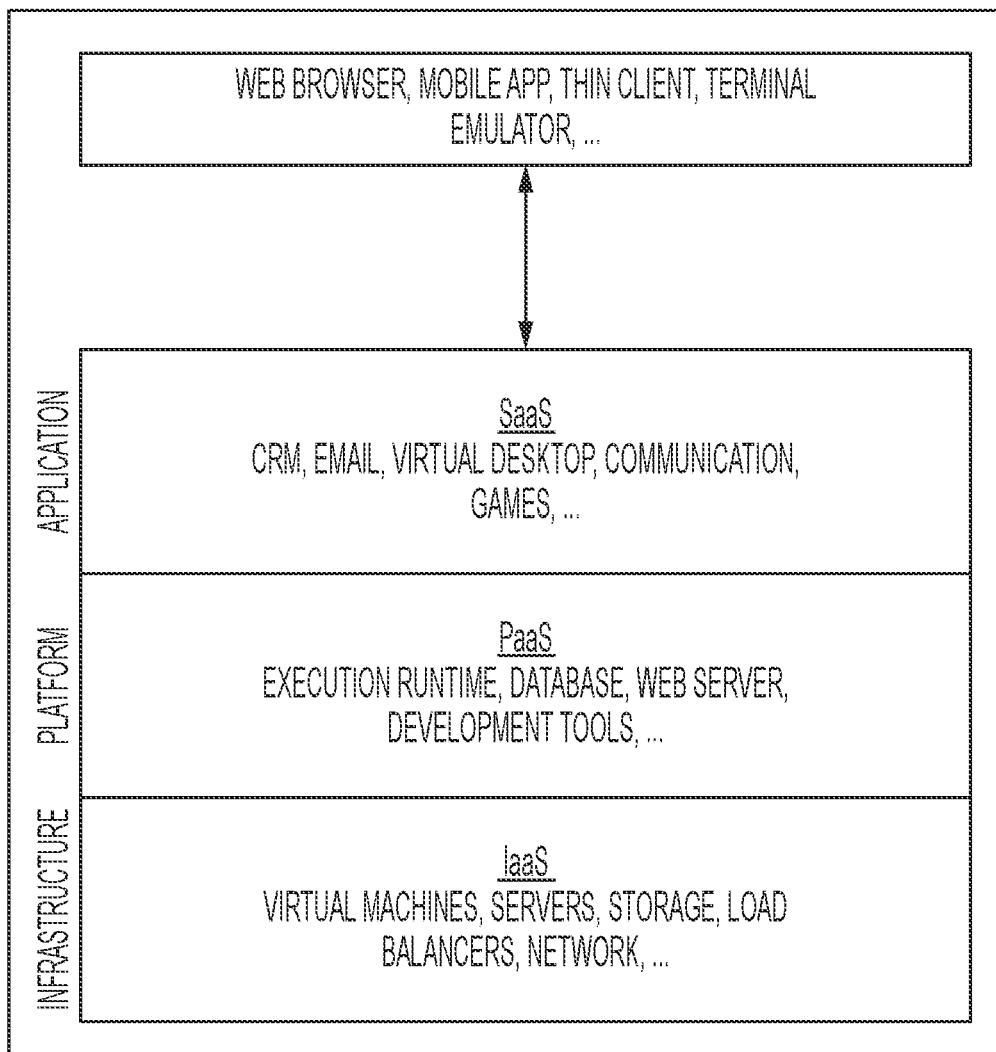 WEB BROWSER, MOBILE APP, THIN CLIENT, TERMINAL
EMULATOR, ...
APPLICATION
SaaS
CRM, EMAIL, VIRTUAL DESKTOP, COMMUNICATION,
GAMES, ...
PLATFORM
PaaS
EXECUTION RUNTIME, DATABASE, WEB SERVER,
DEVELOPMENT TOOLS, ...
INFRASTRUCTURE
IaaS
VIRTUAL MACHINES, SERVERS, STORAGE, LOAD
BALANCERS, NETWORK, ...